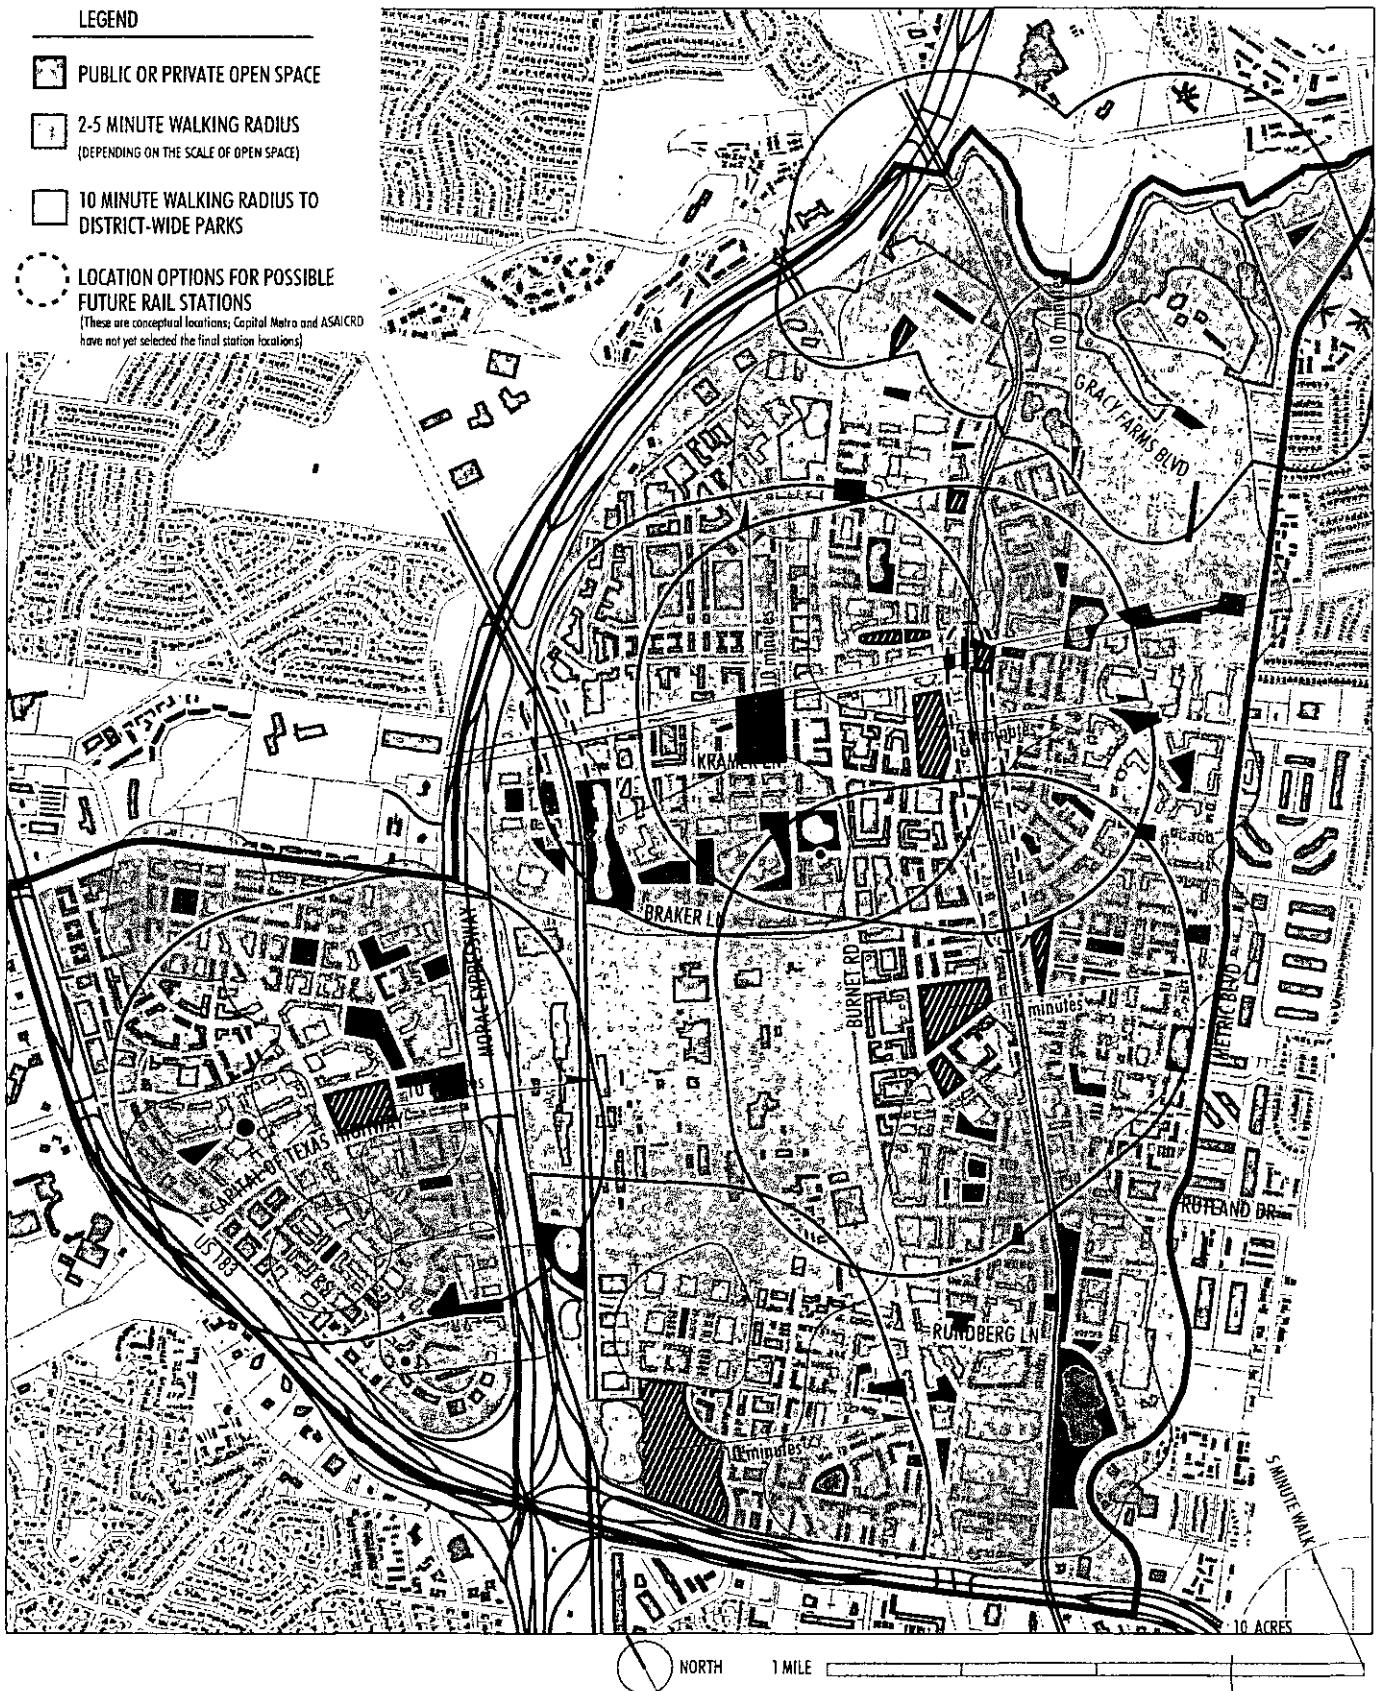 LEGEND
PUBLIC OR PRIVATE OPEN SPACE
2-5 MINUTE WALKING RADIUS
(DEPENDING ON THE SCALE OF OPEN SPACE)
10 MINUTE WALKING RADIUS TO
DISTRICT-WIDE PARKS
LOCATION OPTIONS FOR POSSIBLE
FUTURE RAIL STATIONS
(These are conceptual locations; Capital Metro and ASAICRD
have not yet selected the final station locations)
10 minutes
GRACY FARMS BLVD
10 minutes
KRAMER LN
BRAKER LN
MOPAC EXPRESSWAY
BURNET RD
METRIC BLVD
minutes
10
CAPITAL OF TEXAS HIGHWAY
US 183
RUTLAND DR
RUNDBERG LN
minutes
5 MINUTE WALK
10 ACRES
NORTH
1 MILE